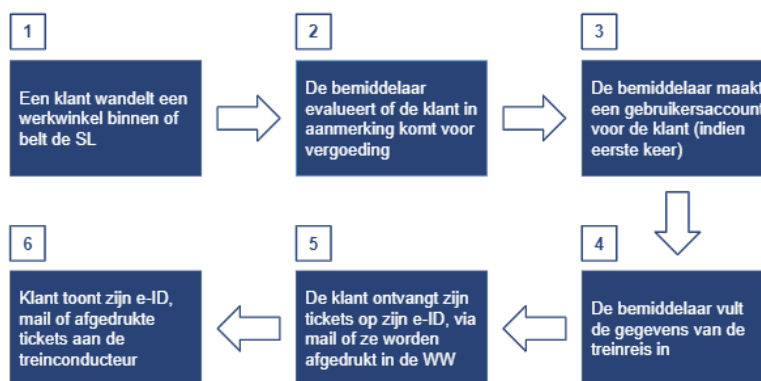 1
Een klant wandelt een
werkwinkel binnen of
belt de SL
2
De bemiddelaar
evalueert of de klant in
aanmerking komt voor
vergoeding
3
De bemiddelaar maakt
een gebruikersaccount
voor de klant (indien
eerste keer)
4
De bemiddelaar vult
de gegevens van de
treinreis in
5
De klant ontvangt zijn
tickets op zijn e-ID, via
mail of ze worden
afgedrukt in de WW
6
Klant toont zijn e-ID,
mail of afgedrukte
tickets aan de
treinconducteur